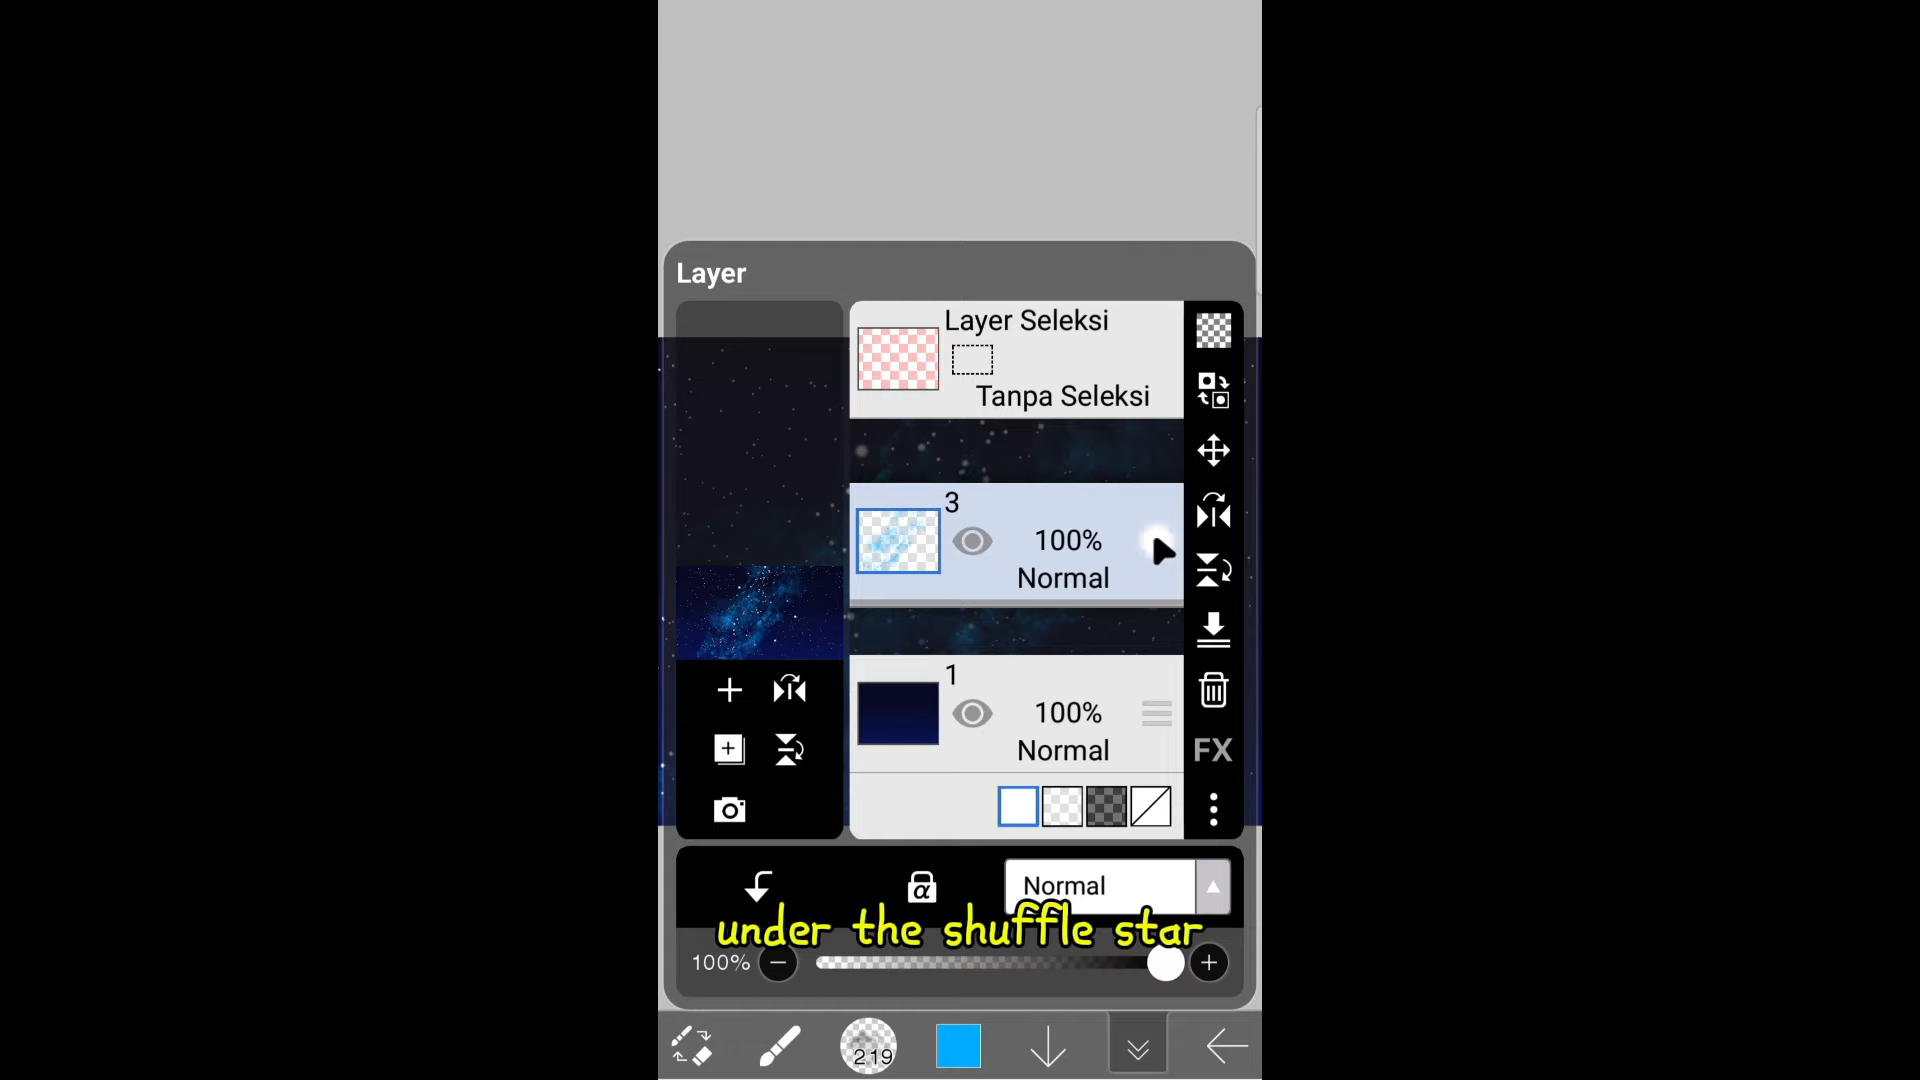 Layer
Layer Seleksi
Tanpa Seleksi
3
100%
Normal
1
100%
Normal
FX
α
Normal
under the shuffle star
100%
219